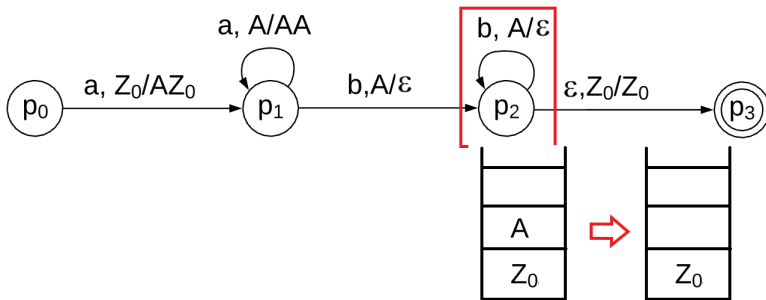 a, A/AA
b, A/ε
a, Z₀/AZ₀
b,A/ε
ε,Z₀/Z₀
p₀
p₁
p₂
p₃
A
Z₀
Z₀